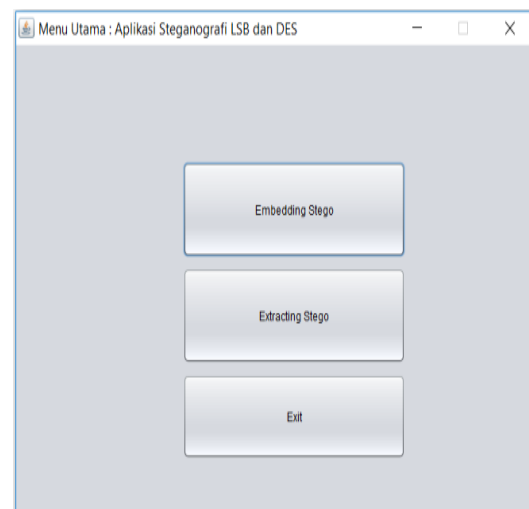 Menu Utama : Aplikasi Steganografi LSB dan DES
Embedding Stego
Extracting Stego
Exit